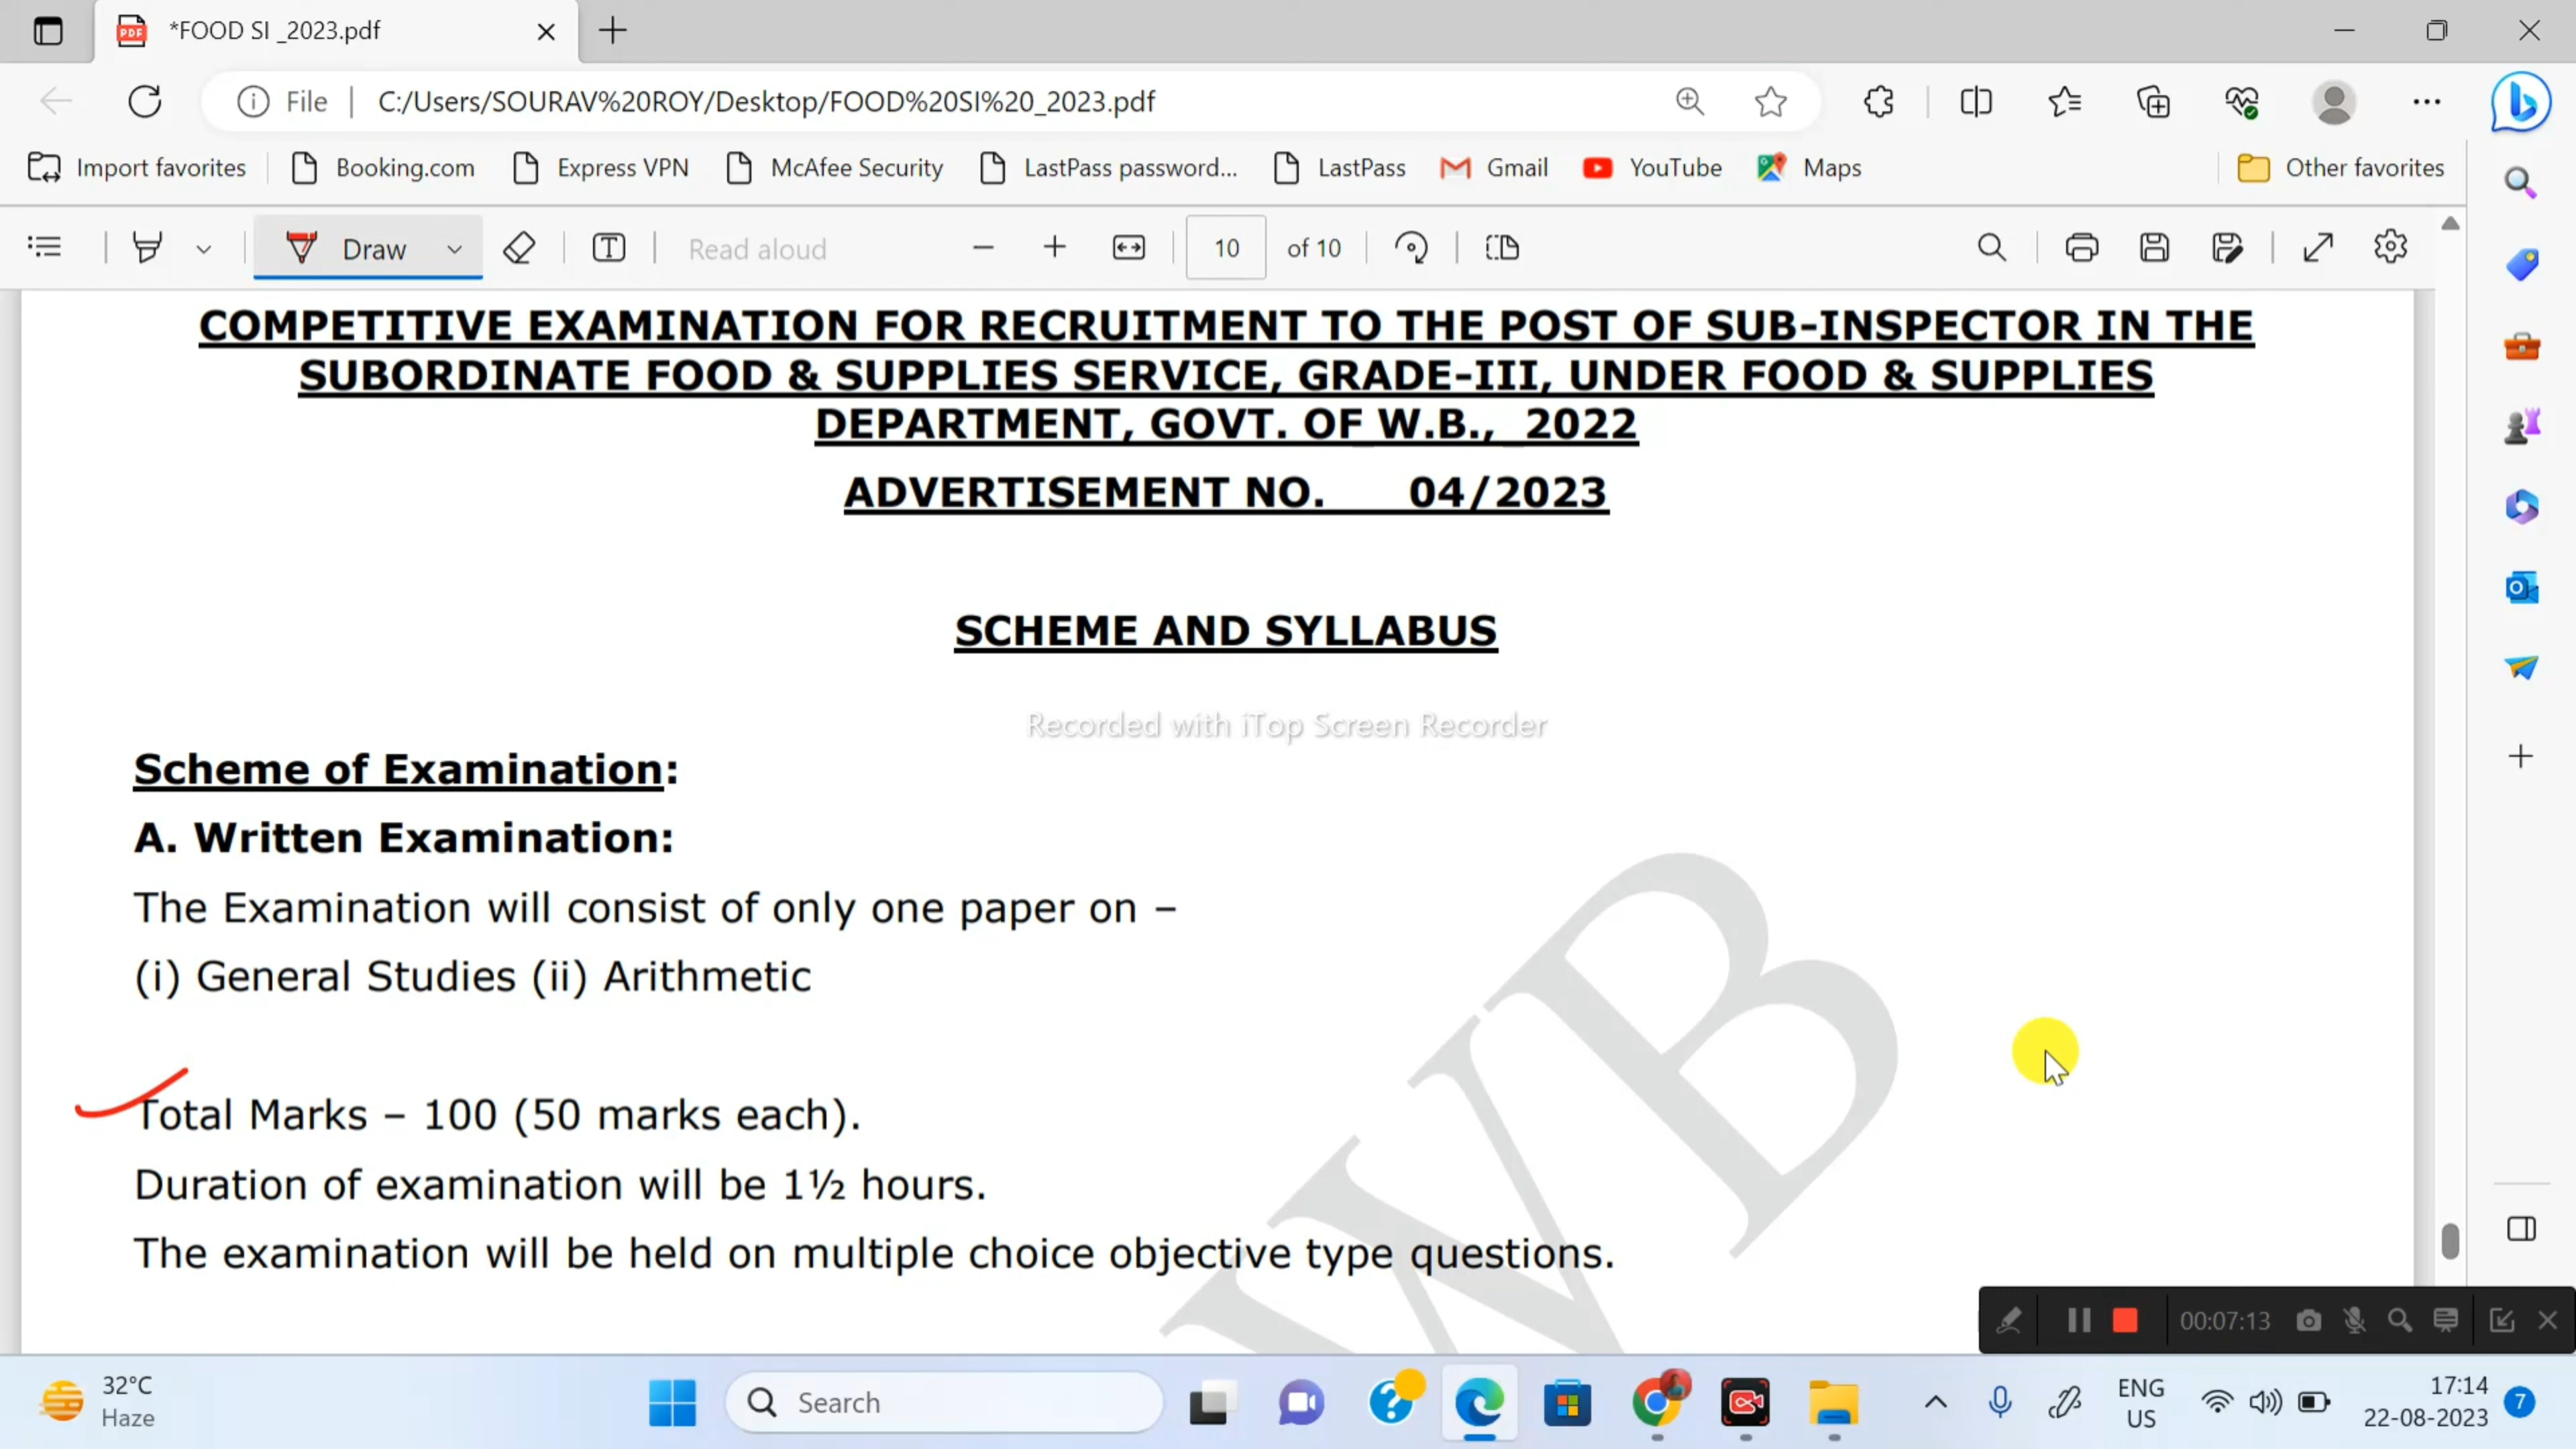 *FOOD SI _2023.pdf
File
C:/Users/SOURAV%20ROY/Desktop/FOOD%20SI%20_2023.pdf
Import favorites
Booking.com
Express VPN
McAfee Security
LastPass password...
LastPass
Gmail
YouTube
Maps
Other favorites
Draw
Read aloud
10
of 10
COMPETITIVE EXAMINATION FOR RECRUITMENT TO THE POST OF SUB-INSPECTOR IN THE
SUBORDINATE FOOD & SUPPLIES SERVICE, GRADE-III, UNDER FOOD & SUPPLIES
DEPARTMENT, GOVT. OF W.B., 2022
ADVERTISEMENT NO. 04/2023
SCHEME AND SYLLABUS
Recorded with iTop Screen Recorder
Scheme of Examination:
A. Written Examination:
The Examination will consist of only one paper on –
(i) General Studies (ii) Arithmetic
Total Marks – 100 (50 marks each).
Duration of examination will be 1½ hours.
The examination will be held on multiple choice objective type questions.
WB
00:07:13
32°C
Haze
Search
ENG
US
17:14
22-08-2023
7